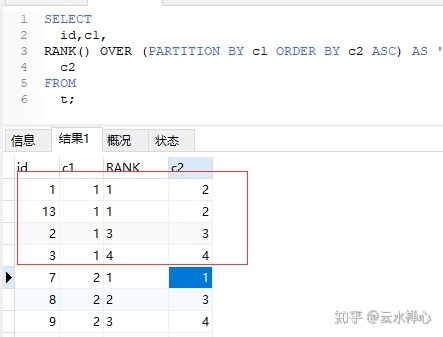 1 SELECT
2 id,c1,
3 RANK() OVER (PARTITION BY c1 ORDER BY c2 ASC) AS '
4 c2
5 FROM
6 t;
信息 结果1 概况 状态
id c1 RANK c2
1 1 1 2
13 1 1 2
2 1 3 3
3 1 4 4
7 2 1 1
8 2 2 3
9 2 3 4
知乎 @云水禅心